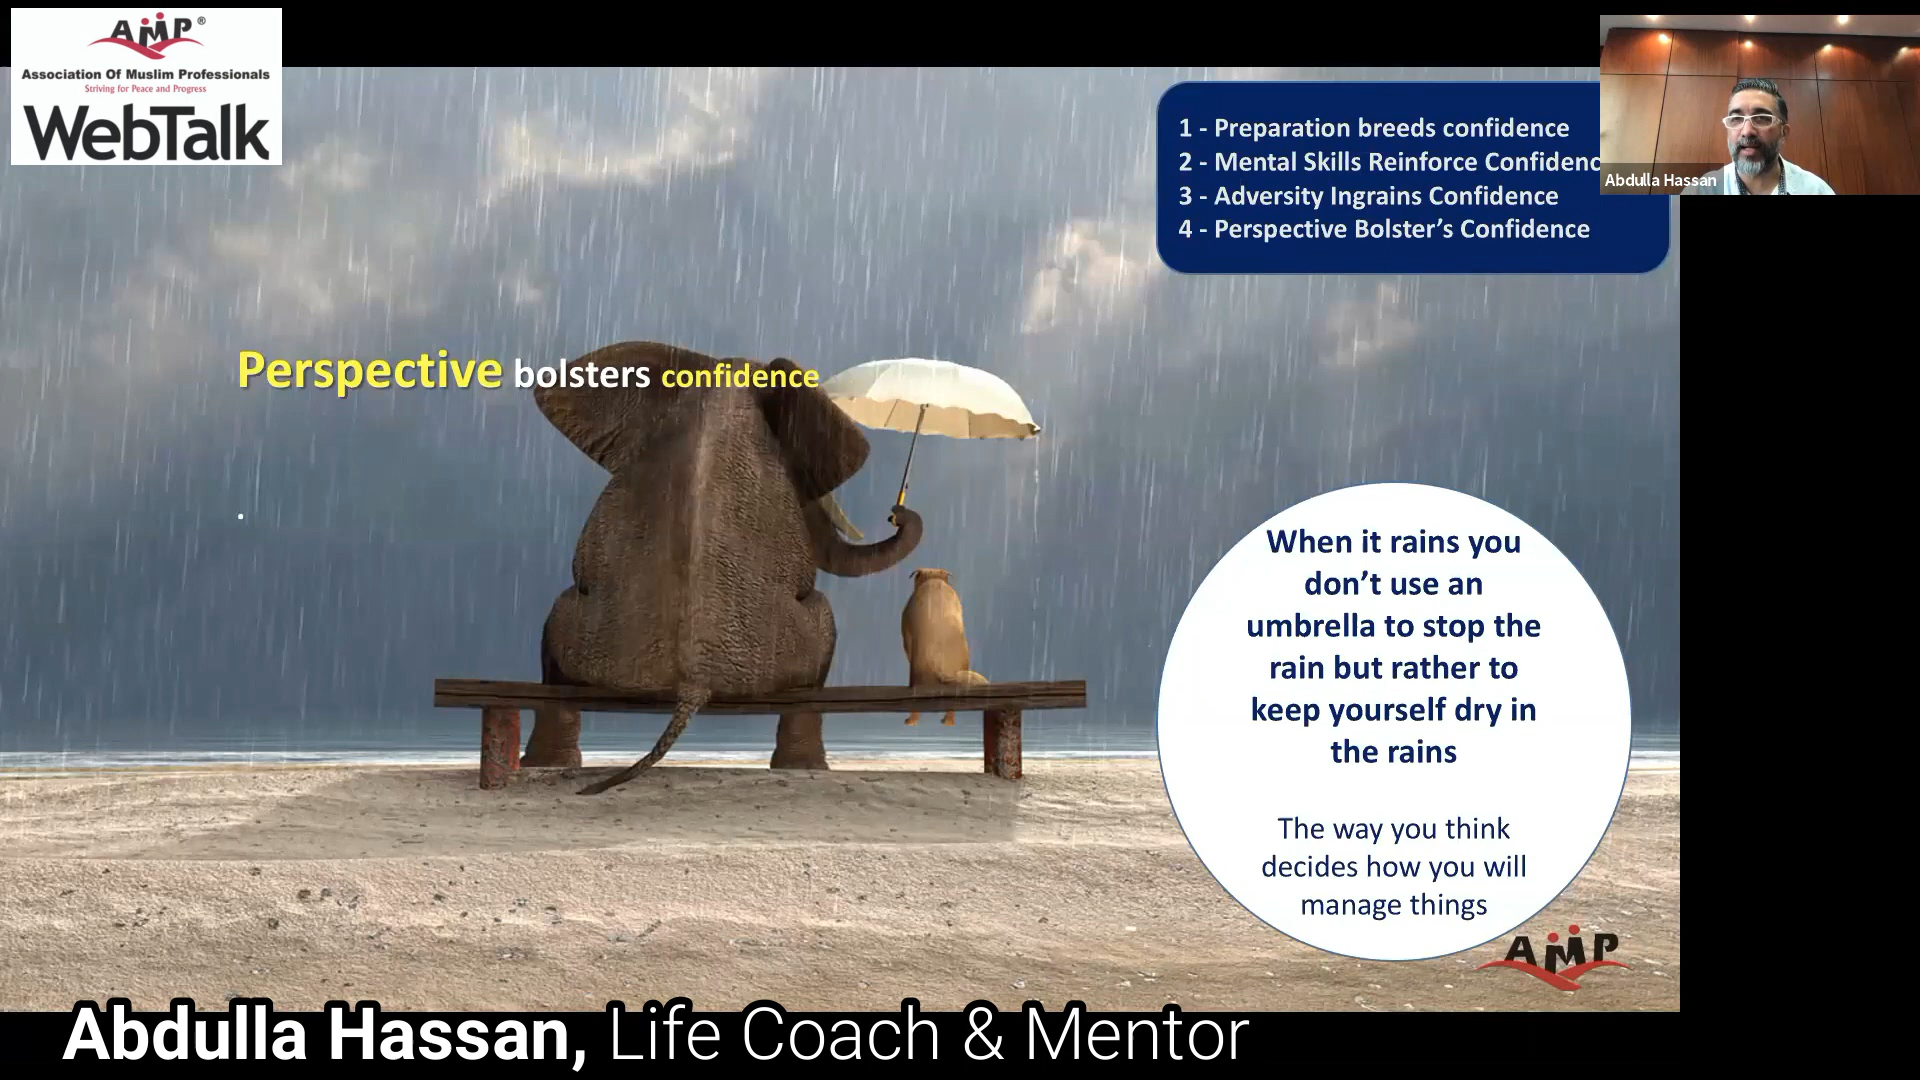 AMP®
Association Of Muslim Professionals
Striving for Peace and Progress
WebTalk
1 - Preparation breeds confidence
2 - Mental Skills Reinforce Confidenc
3 - Adversity Ingrains Confidence
4 - Perspective Bolster’s Confidence
Abdulla Hassan
Perspective bolsters confidence
When it rains you
don’t use an
umbrella to stop the
rain but rather to
keep yourself dry in
the rains
The way you think
decides how you will
manage things
AMP
Abdulla Hassan, Life Coach & Mentor